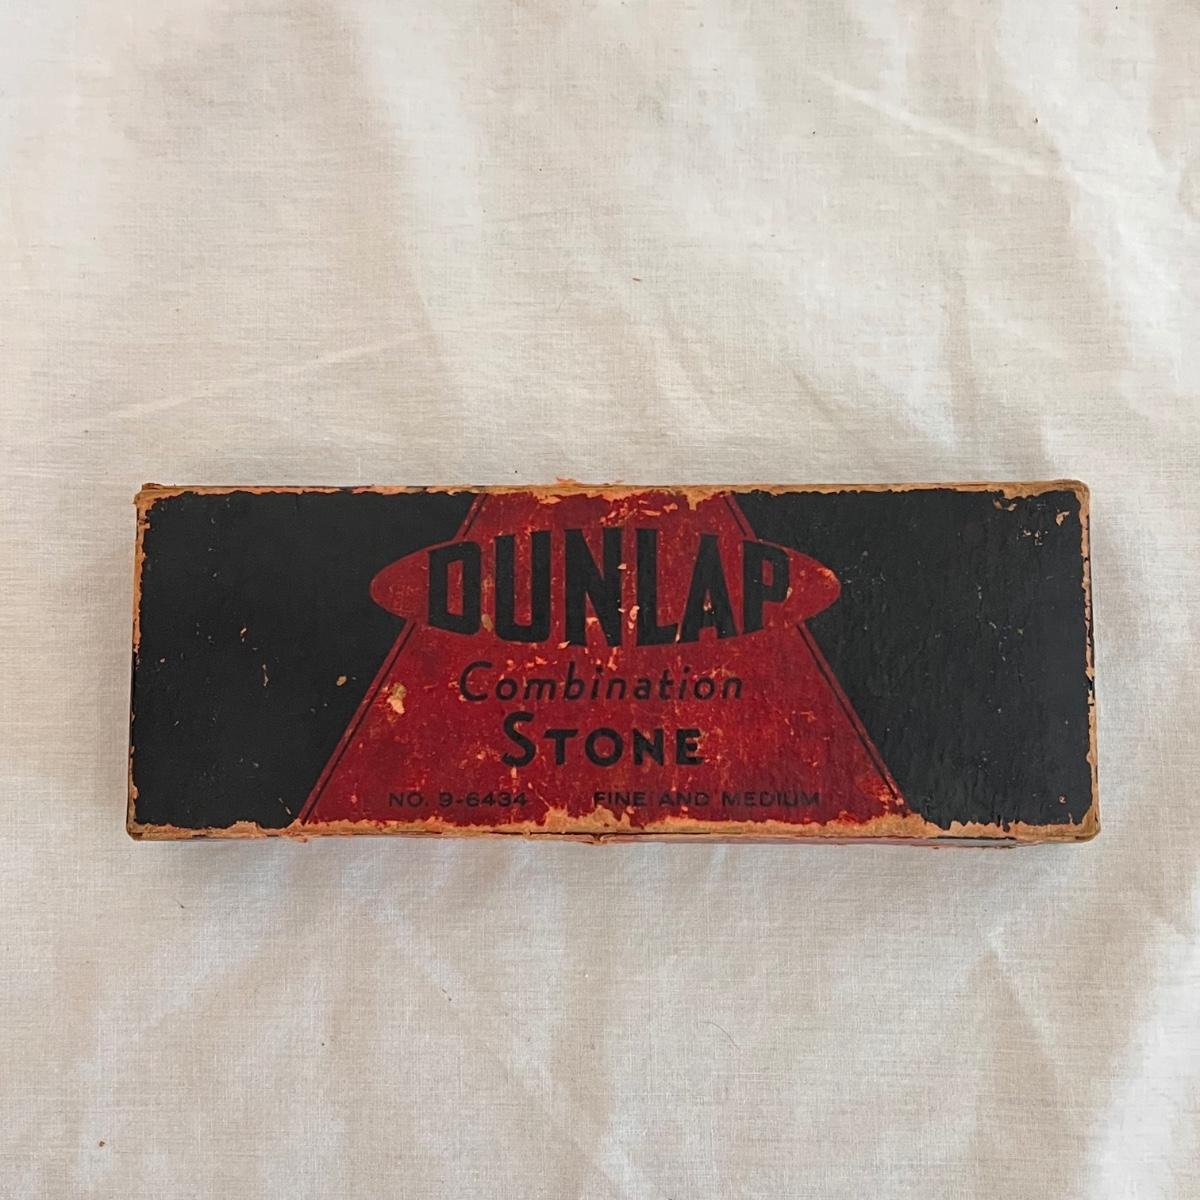 DUNLAP
Combination
STONE
NO. 9-6434 FINE AND MEDIUM